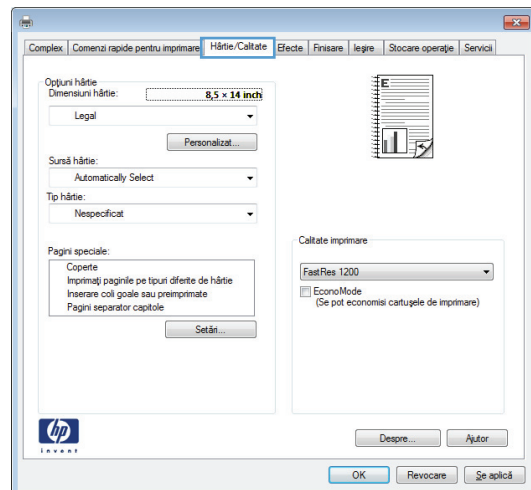 Complex Comenzi rapide pentru imprimare Hârtie/Calitate Efecte Finisare Ieşire Stocare operaţie Servicii
Opţiuni hârtie
Dimensiuni hârtie: 8,5 × 14 inch
Legal
Personalizat...
Sursă hârtie:
Automatically Select
Tip hârtie:
Nespecificat
Pagini speciale:
Coperte
Imprimaţi paginile pe tipuri diferite de hârtie
Inserare coli goale sau preimprimate
Pagini separator capitole
Setări...
E
Calitate imprimare
FastRes 1200
EconoMode
(Se pot economisi cartuşele de imprimare)
hp
invent
Despre... Ajutor
OK Revocare Se aplică